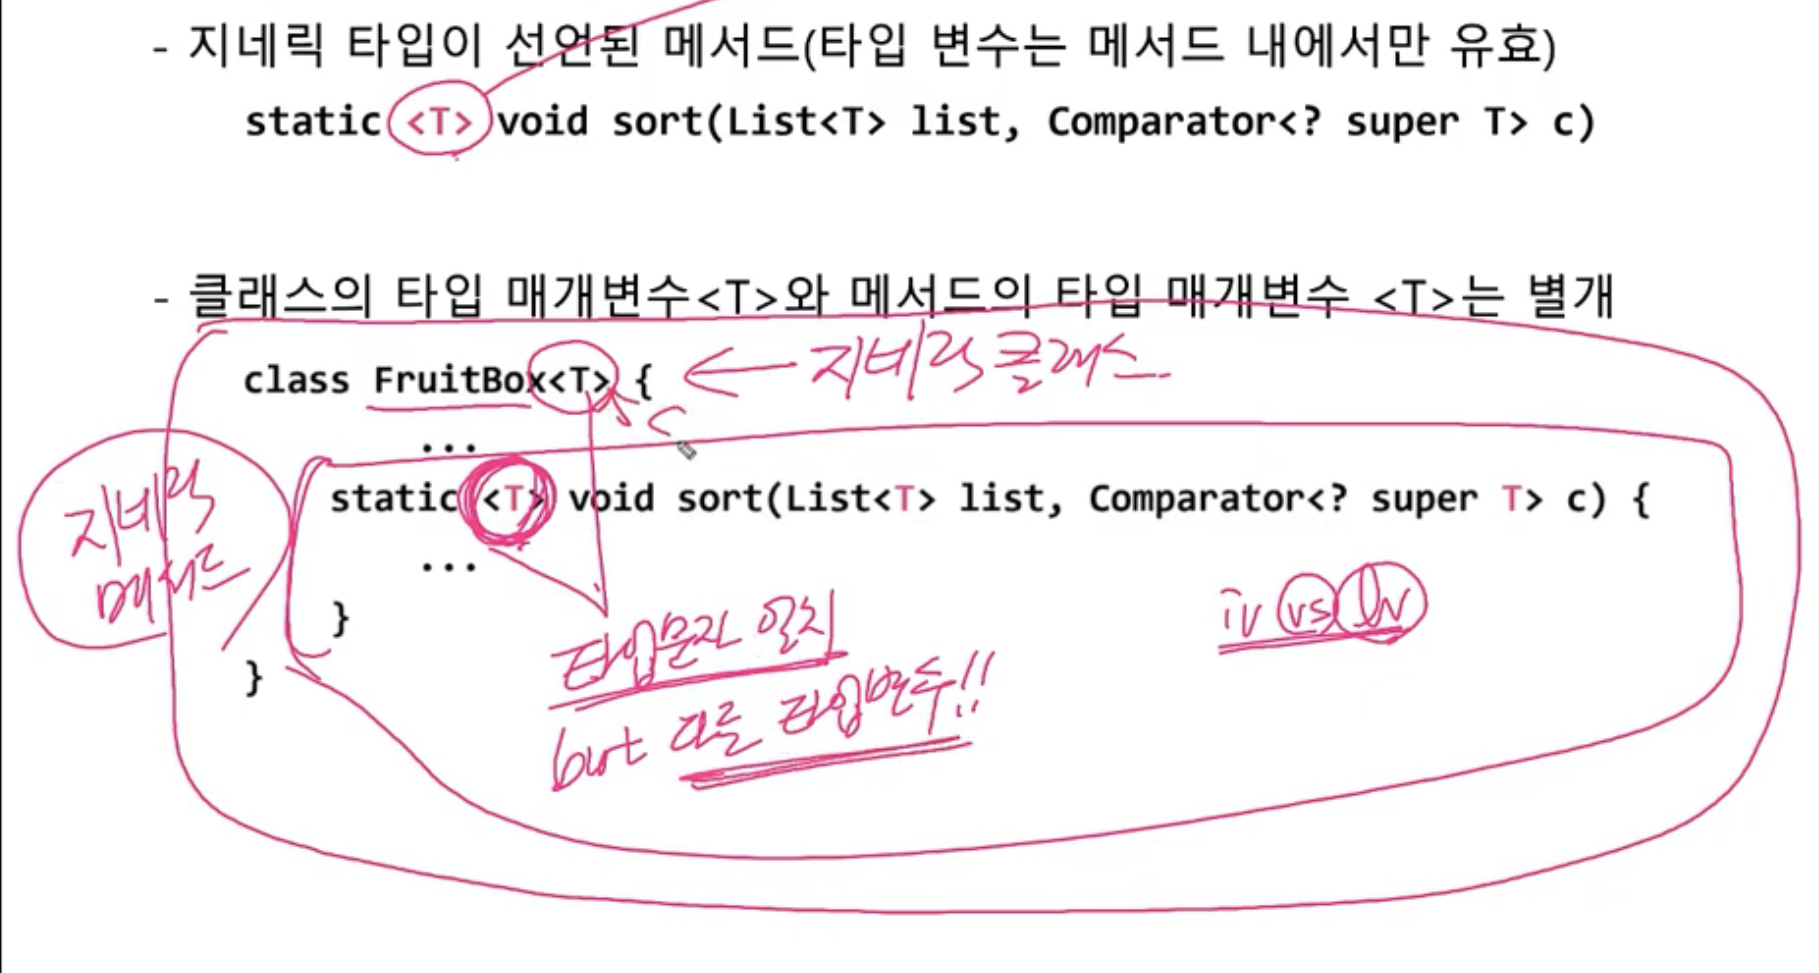 - 지네릭 타입이 선언된 메서드(타입 변수는 메서드 내에서만 유효)
static <T> void sort(List<T> list, Comparator<? super T> c)
- 클래스의 타입 매개변수<T>와 메서드의 타입 매개변수 <T>는 별개
class FruitBox<T> {
← 지네릭 클래스.
...
지네릭
메서드
static <T> void sort(List<T> list, Comparator<? super T> c) {
...
}
타입문자 일치
but 다른 타입변수!!
iv vs lv
}